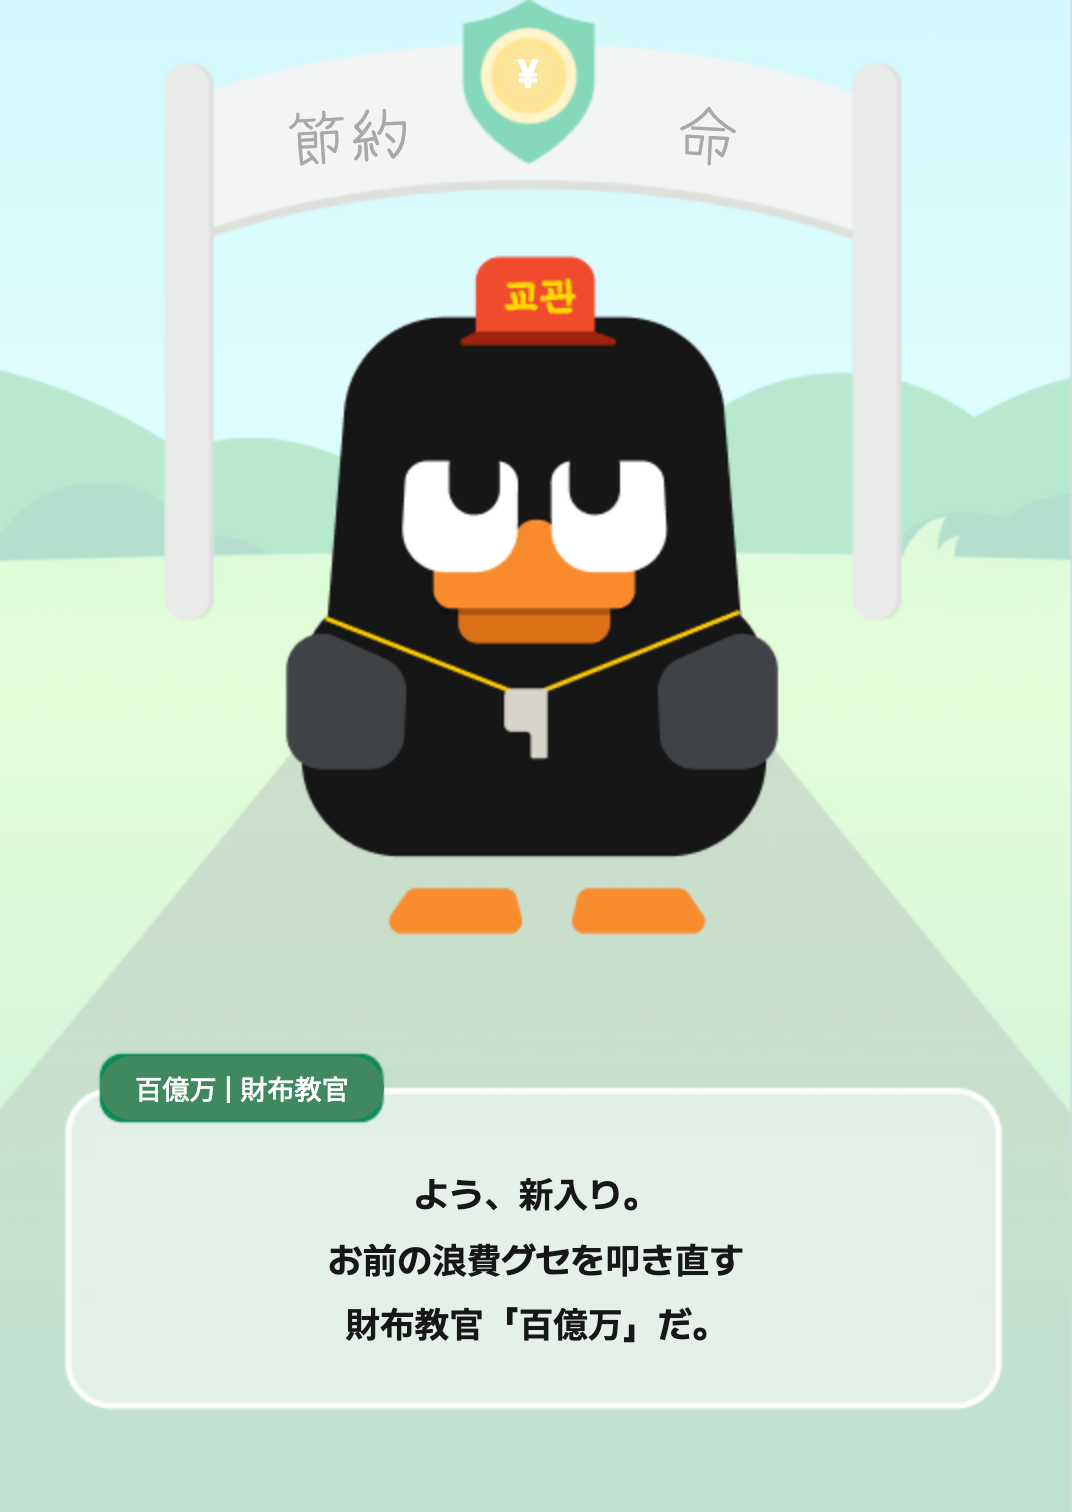 ¥
節約 命
교관
百億万 | 財布教官
よう、新入り。
お前の浪費グセを叩き直す
財布教官「百億万」だ。